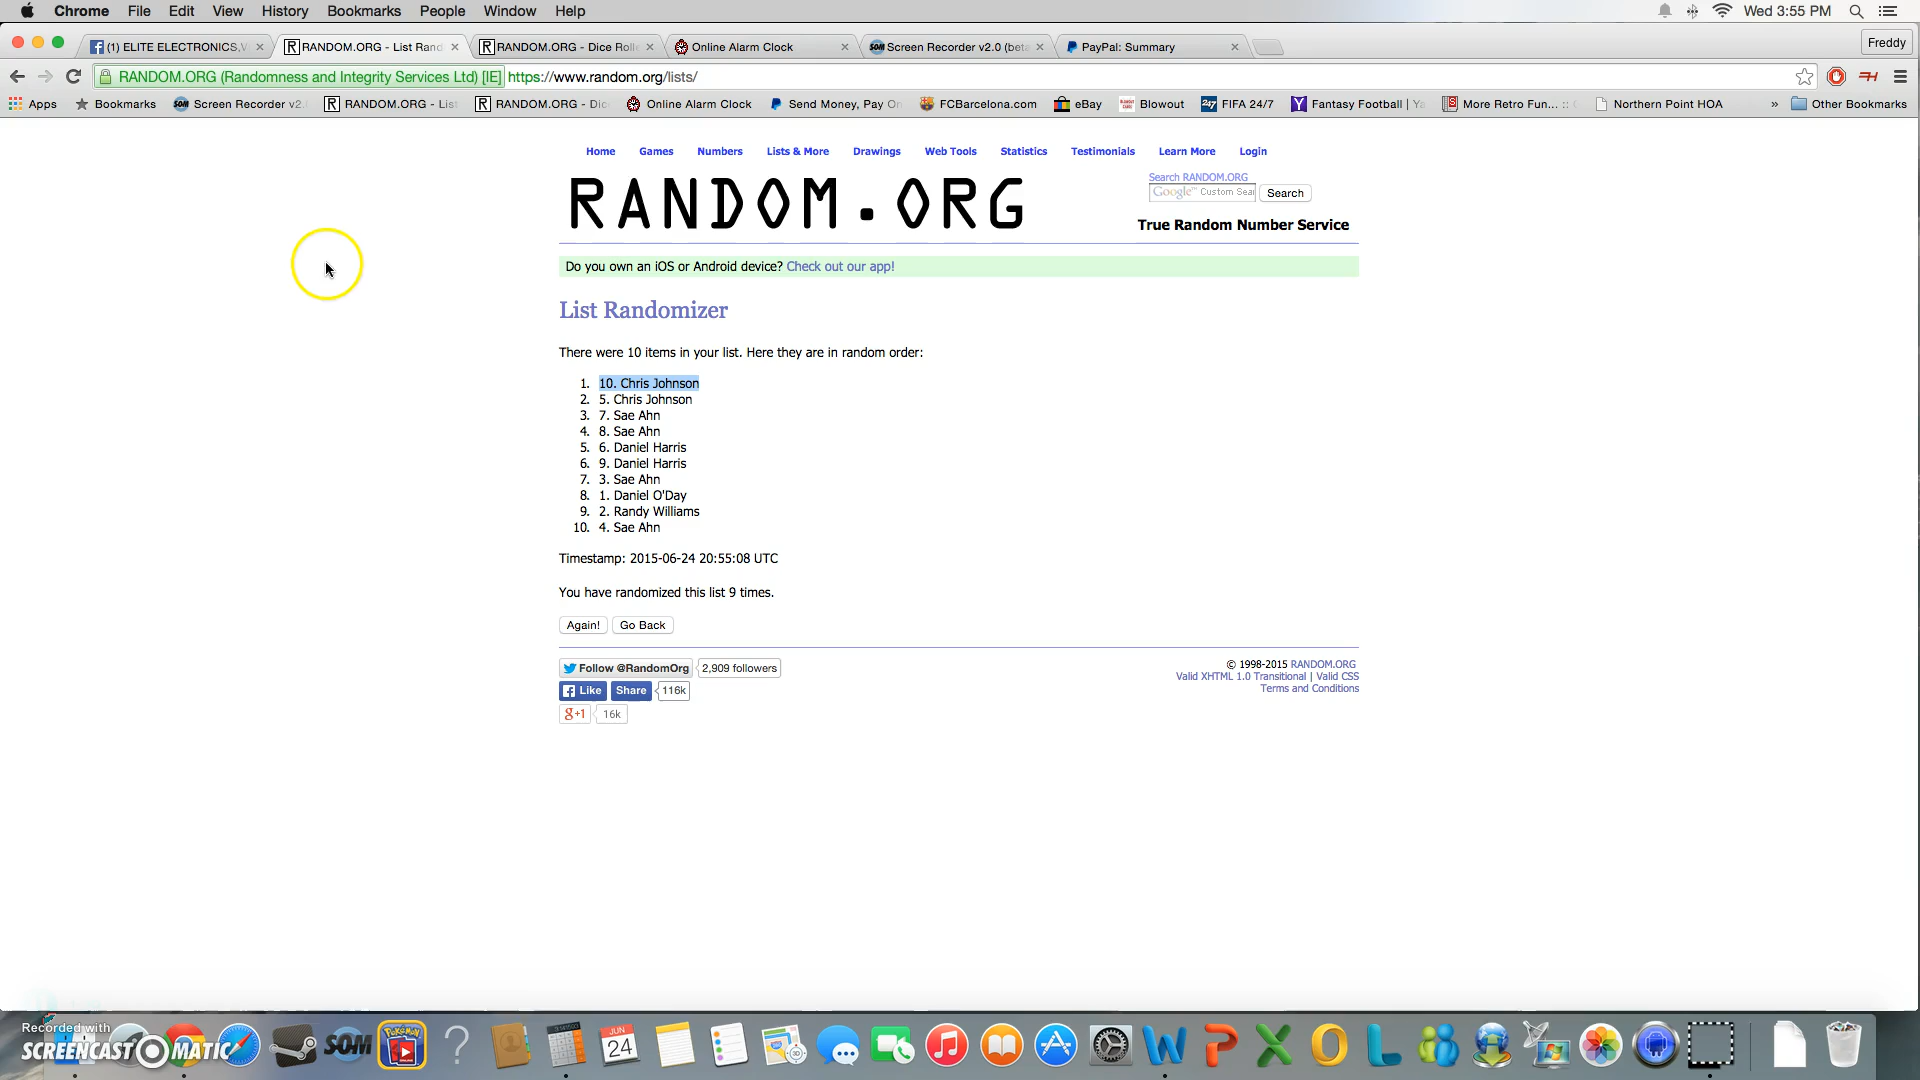 Chrome File Edit View History Bookmarks People Window Help Wed 3:55 PM
(1) ELITE ELECTRONICS,V RANDOM.ORG - List Rand RANDOM.ORG - Dice Rolle Online Alarm Clock Screen Recorder v2.0 (beta PayPal: Summary Freddy
RANDOM.ORG (Randomness and Integrity Services Ltd) [IE] https://www.random.org/lists/
Apps Bookmarks Screen Recorder v2. RANDOM.ORG - Lis RANDOM.ORG - Dic Online Alarm Clock Send Money, Pay On FCBarcelona.com eBay Blowout FIFA 24/7 Fantasy Football | Ya More Retro Fun... :: Northern Point HOA » Other Bookmarks
Home Games Numbers Lists & More Drawings Web Tools Statistics Testimonials Learn More Login
RANDOM.ORG
Search RANDOM.ORG
Google™ Custom Sear Search
True Random Number Service
Do you own an iOS or Android device? Check out our app!
List Randomizer
There were 10 items in your list. Here they are in random order:
1. 10. Chris Johnson
2. 5. Chris Johnson
3. 7. Sae Ahn
4. 8. Sae Ahn
5. 6. Daniel Harris
6. 9. Daniel Harris
7. 3. Sae Ahn
8. 1. Daniel O'Day
9. 2. Randy Williams
10. 4. Sae Ahn
Timestamp: 2015-06-24 20:55:08 UTC
You have randomized this list 9 times.
Again! Go Back
Follow @RandomOrg 2,909 followers
Like Share 116k
g+1 16k
© 1998-2015 RANDOM.ORG
Valid XHTML 1.0 Transitional | Valid CSS
Terms and Conditions
Recorded with
SCREENCAST MATIC
SOM
Pokémon
JUN
24